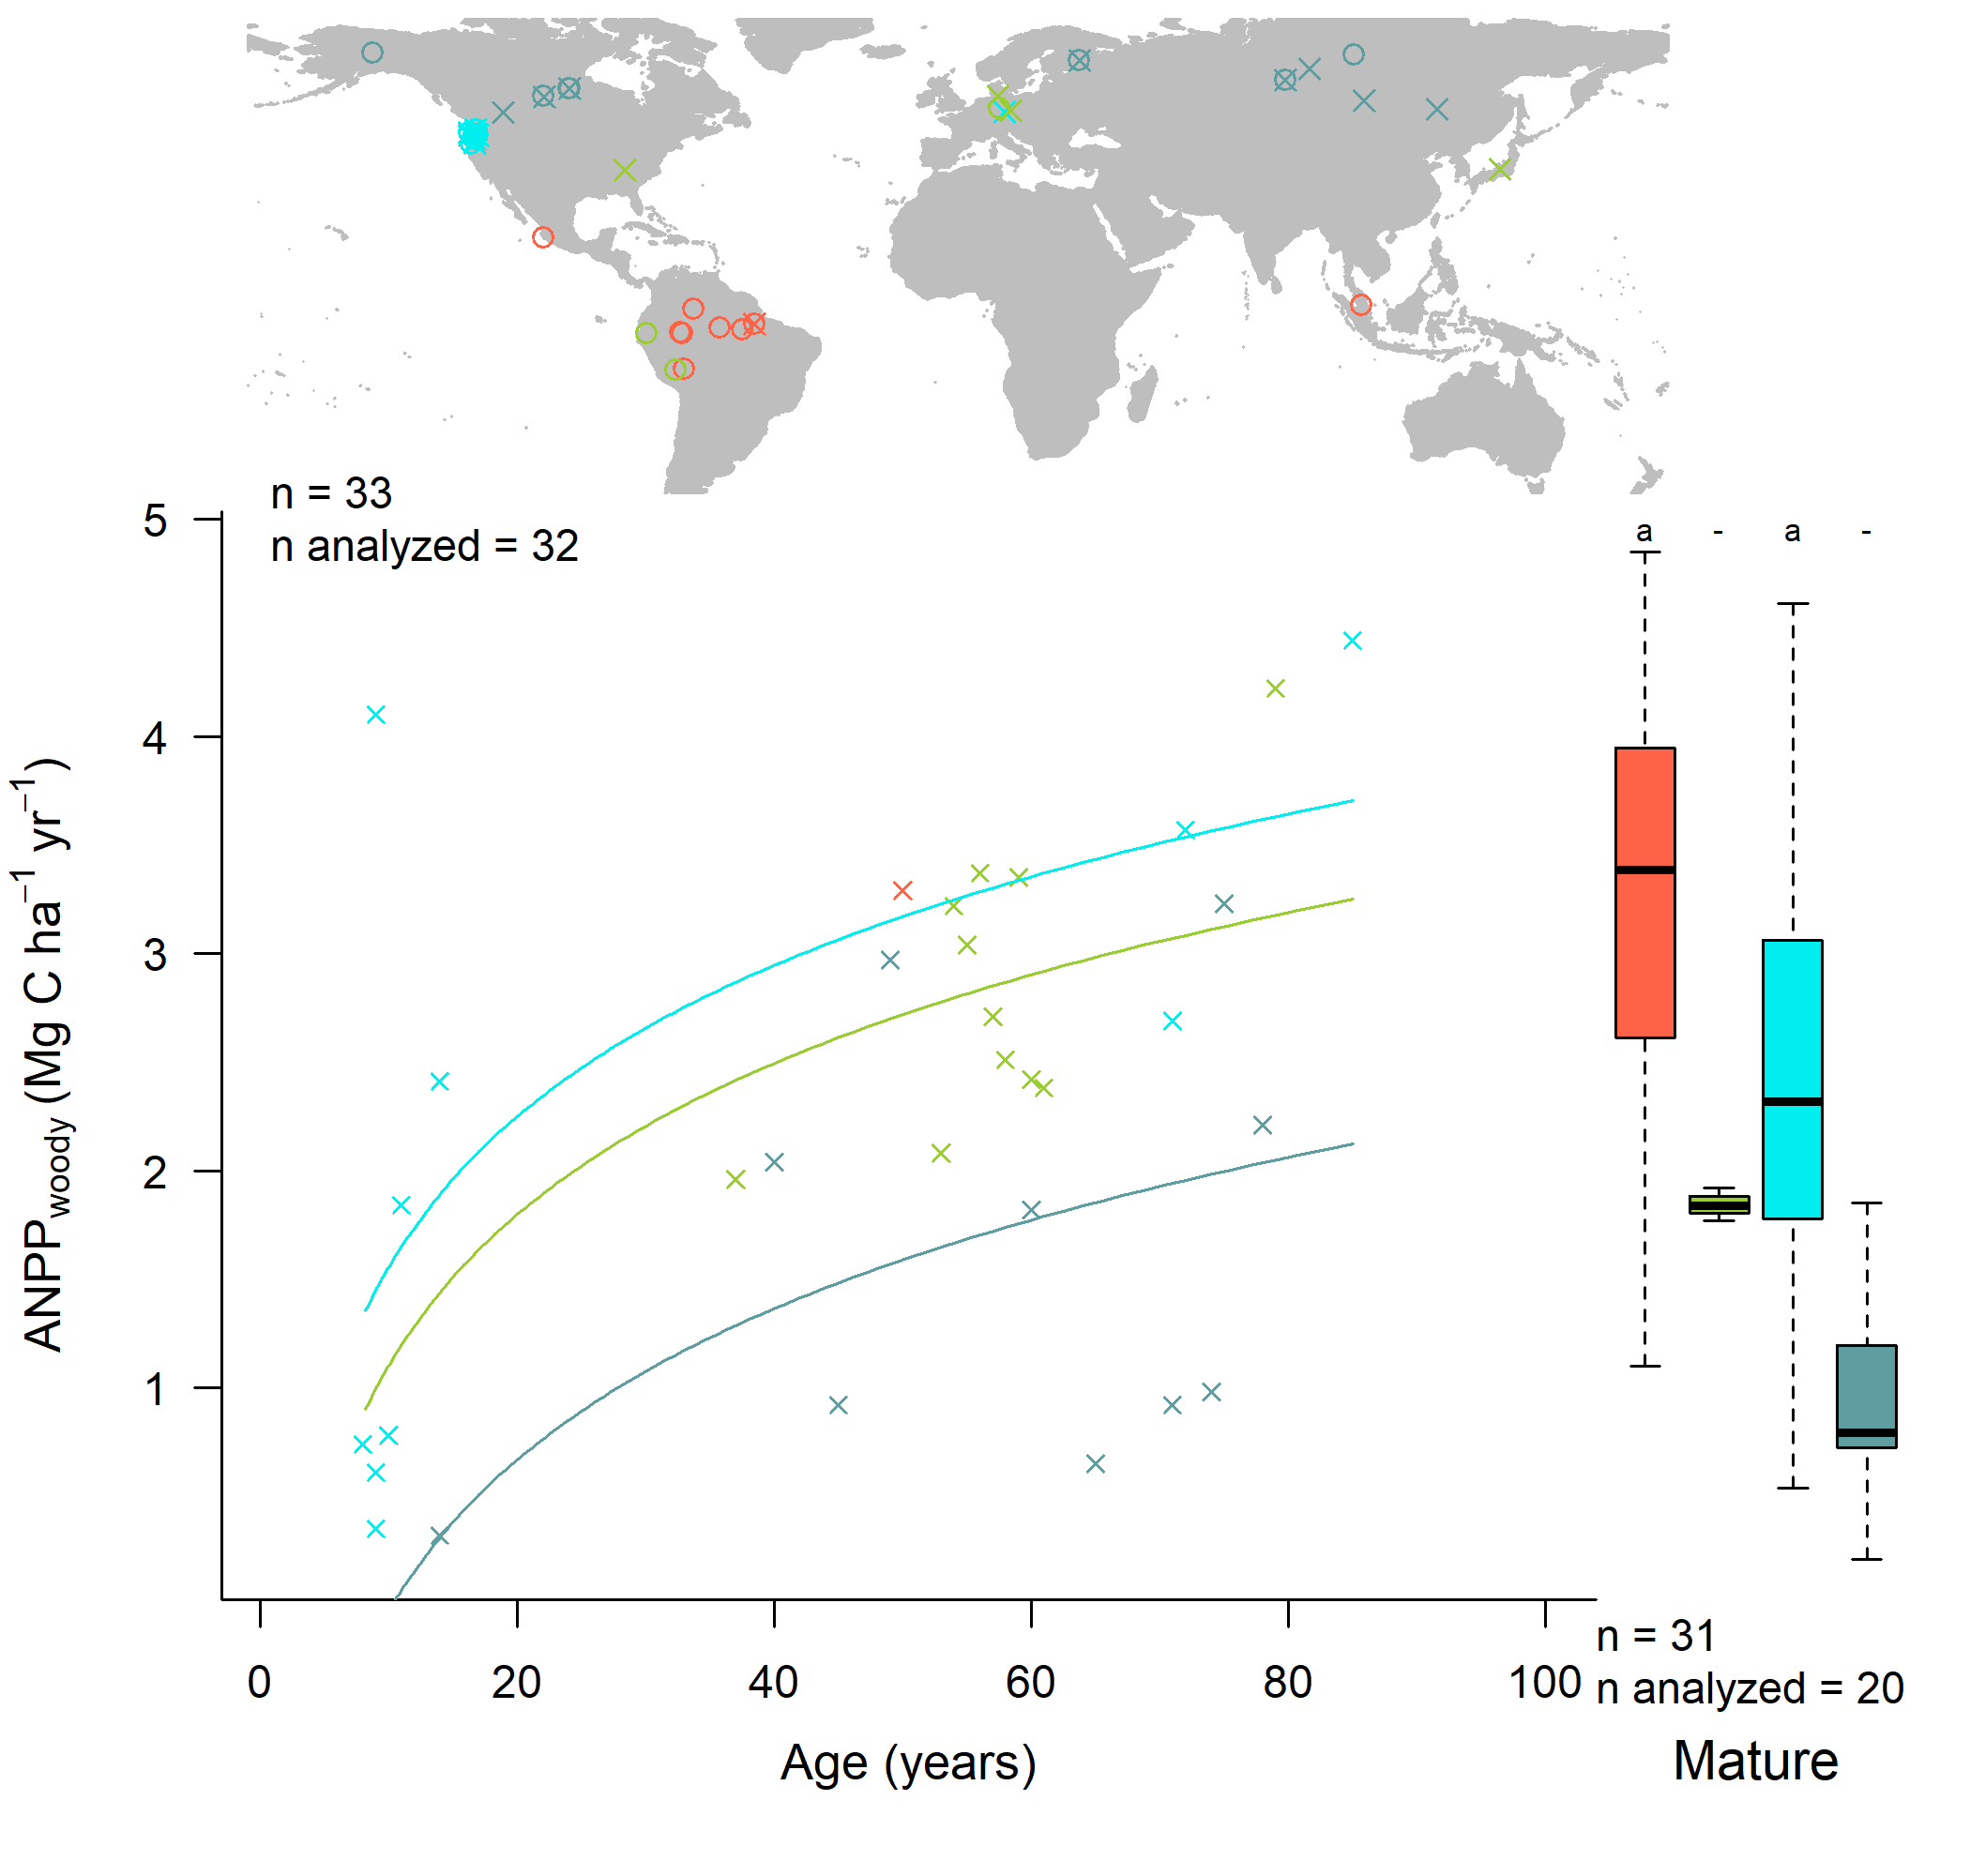 n = 33
n analyzed = 32
a - a -
5
4
3
2
1
ANPPwoody (Mg C ha−1 yr−1)
0 20 40 60 80 100
Age (years)
n = 31
n analyzed = 20
Mature